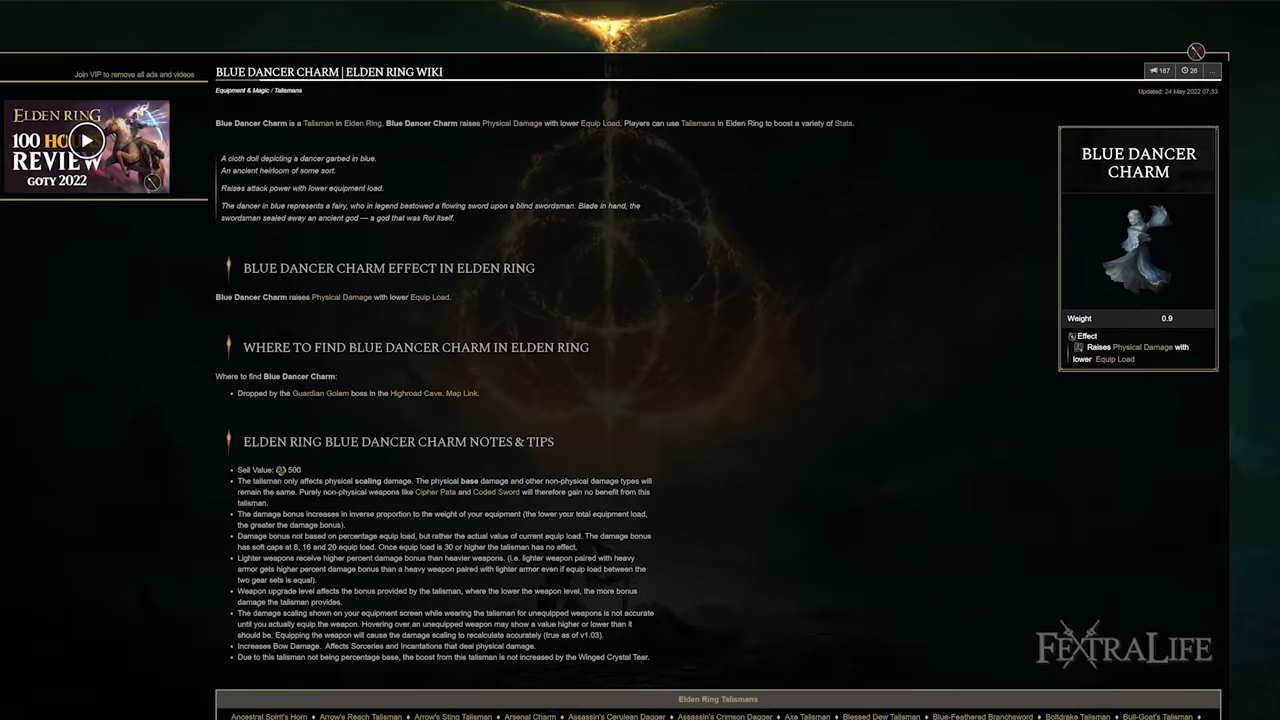 Join VIP to remove all ads and videos
ELDEN RING
100 HO
REVIEW
GOTY 2022
BLUE DANCER CHARM | ELDEN RING WIKI
187
26
...
Equipment & Magic / Talismans
Updated: 24 May 2022 07:33
Blue Dancer Charm is a Talisman in Elden Ring. Blue Dancer Charm raises Physical Damage with lower Equip Load. Players can use Talismans in Elden Ring to boost a variety of Stats.
A cloth doll depicting a dancer garbed in blue.
An ancient heirloom of some sort.
Raises attack power with lower equipment load.
The dancer in blue represents a fairy, who in legend bestowed a flowing sword upon a blind swordsman. Blade in hand, the
swordsman sealed away an ancient god — a god that was Rot itself.
BLUE DANCER CHARM EFFECT IN ELDEN RING
Blue Dancer Charm raises Physical Damage with lower Equip Load.
WHERE TO FIND BLUE DANCER CHARM IN ELDEN RING
Where to find Blue Dancer Charm:
Dropped by the Guardian Golem boss in the Highroad Cave. Map Link.
ELDEN RING BLUE DANCER CHARM NOTES & TIPS
Sell Value: 500
The talisman only affects physical scaling damage. The physical base damage and other non-physical damage types will
remain the same. Purely non-physical weapons like Cipher Pata and Coded Sword will therefore gain no benefit from this
talisman.
The damage bonus increases in inverse proportion to the weight of your equipment (the lower your total equipment load,
the greater the damage bonus).
Damage bonus not based on percentage equip load, but rather the actual value of current equip load. The damage bonus
has soft caps at 8, 16 and 20 equip load. Once equip load is 30 or higher the talisman has no effect.
Lighter weapons receive higher percent damage bonus than heavier weapons. (i.e. lighter weapon paired with heavy
armor gets higher percent damage bonus than a heavy weapon paired with lighter armor even if equip load between the
two gear sets is equal).
Weapon upgrade level affects the bonus provided by the talisman, where the lower the weapon level, the more bonus
damage the talisman provides.
The damage scaling shown on your equipment screen while wearing the talisman for unequipped weapons is not accurate
until you actually equip the weapon. Hovering over an unequipped weapon may show a value higher or lower than it
should be. Equipping the weapon will cause the damage scaling to recalculate accurately (true as of v1.03).
Increases Bow Damage. Affects Sorceries and Incantations that deal physical damage.
Due to this talisman not being percentage base, the boost from this talisman is not increased by the Winged Crystal Tear.
BLUE DANCER
CHARM
Weight 0.9
Effect
Raises Physical Damage with
lower Equip Load
FEXTRALIFE
Elden Ring Talismans
Ancestral Spirit's Horn ♦ Arrow's Reach Talisman ♦ Arrow's Sting Talisman ♦ Arsenal Charm ♦ Assassin's Cerulean Dagger ♦ Assassin's Crimson Dagger ♦ Axe Talisman ♦ Blessed Dew Talisman ♦ Blue-Feathered Branchsword ♦ Boltdrake Talisman ♦ Bull-Goat's Talisman ♦